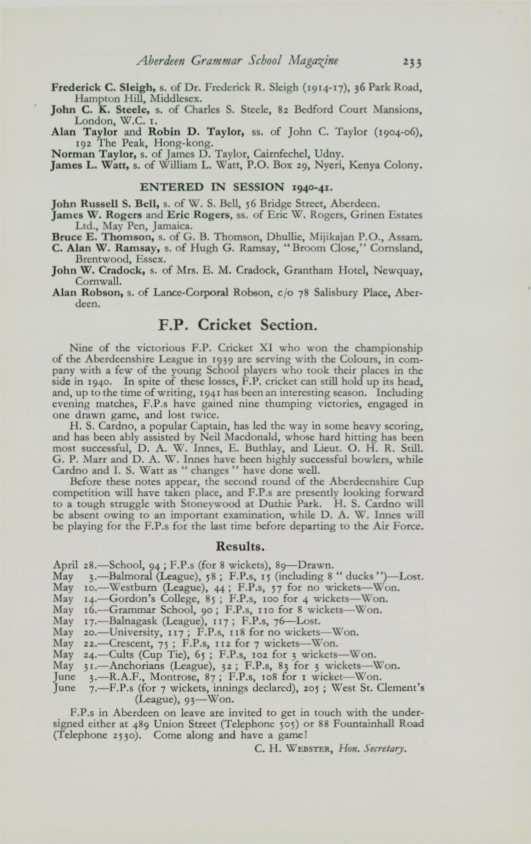 Aberdeen Grammar School Magazine 233
Frederick C. Sleigh, s. of Dr. Frederick R. Sleigh (1914-17), 36 Park Road,
Hampton Hill, Middlesex.
John C. K. Steele, s. of Charles S. Steele, 82 Bedford Court Mansions,
London, W.C. 1.
Alan Taylor and Robin D. Taylor, ss. of John C. Taylor (1904-06),
192 The Peak, Hong-kong.
Norman Taylor, s. of James D. Taylor, Cairnfechel, Udny.
James L. Watt, s. of William L. Watt, P.O. Box 29, Nyeri, Kenya Colony.
ENTERED IN SESSION 1940-41.
John Russell S. Bell, s. of W. S. Bell, 56 Bridge Street, Aberdeen.
James W. Rogers and Eric Rogers, ss. of Eric W. Rogers, Grinen Estates
Ltd., May Pen, Jamaica.
Bruce E. Thomson, s. of G. B. Thomson, Dhullie, Mijikajan P.O., Assam.
C. Alan W. Ramsay, s. of Hugh G. Ramsay, "Broom Close," Cornsland,
Brentwood, Essex.
John W. Cradock, s. of Mrs. E. M. Cradock, Grantham Hotel, Newquay,
Cornwall.
Alan Robson, s. of Lance-Corporal Robson, c/o 78 Salisbury Place, Aber-
deen.
F.P. Cricket Section.
Nine of the victorious F.P. Cricket XI who won the championship
of the Aberdeenshire League in 1939 are serving with the Colours, in com-
pany with a few of the young School players who took their places in the
side in 1940. In spite of these losses, F.P. cricket can still hold up its head,
and, up to the time of writing, 1941 has been an interesting season. Including
evening matches, F.P.s have gained nine thumping victories, engaged in
one drawn game, and lost twice.
H. S. Cardno, a popular Captain, has led the way in some heavy scoring,
and has been ably assisted by Neil Macdonald, whose hard hitting has been
most successful, D. A. W. Innes, E. Buthlay, and Lieut. O. H. R. Still.
G. P. Marr and D. A. W. Innes have been highly successful bowlers, while
Cardno and I. S. Watt as "changes" have done well.
Before these notes appear, the second round of the Aberdeenshire Cup
competition will have taken place, and F.P.s are presently looking forward
to a tough struggle with Stoneywood at Duthie Park. H. S. Cardno will
be absent owing to an important examination, while D. A. W. Innes will
be playing for the F.P.s for the last time before departing to the Air Force.
Results.
April 28.—School, 94; F.P.s (for 8 wickets), 89—Drawn.
May 3.—Balmoral (League), 58; F.P.s, 15 (including 8 "ducks")—Lost.
May 10.—Westburn (League), 44; F.P.s, 57 for no wickets—Won.
May 14.—Gordon's College, 85; F.P.s, 100 for 4 wickets—Won.
May 16.—Grammar School, 90; F.P.s, 110 for 8 wickets—Won.
May 17.—Balnagask (League), 117; F.P.s, 76—Lost.
May 20.—University, 117; F.P.s, 118 for no wickets—Won.
May 22.—Crescent, 75; F.P.s, 112 for 7 wickets—Won.
May 24.—Cults (Cup Tie), 65; F.P.s, 102 for 3 wickets—Won.
May 31.—Anchorians (League), 32; F.P.s, 83 for 3 wickets—Won.
June 3.—R.A.F., Montrose, 87; F.P.s, 108 for 1 wicket—Won.
June 7.—F.P.s (for 7 wickets, innings declared), 205; West St. Clement's
(League), 93—Won.
F.P.s in Aberdeen on leave are invited to get in touch with the under-
signed either at 489 Union Street (Telephone 505) or 88 Fountainhall Road
(Telephone 2530). Come along and have a game!
C. H. Webster, Hon. Secretary.